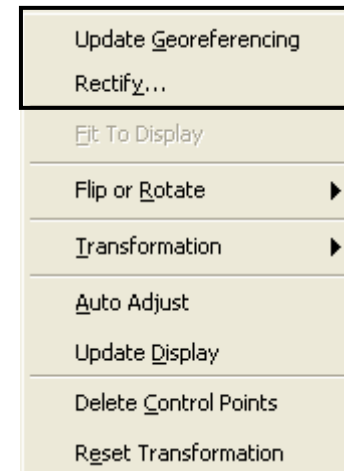 Update Georeferencing
Rectify...
Fit To Display
Flip or Rotate
Transformation
Auto Adjust
Update Display
Delete Control Points
Reset Transformation